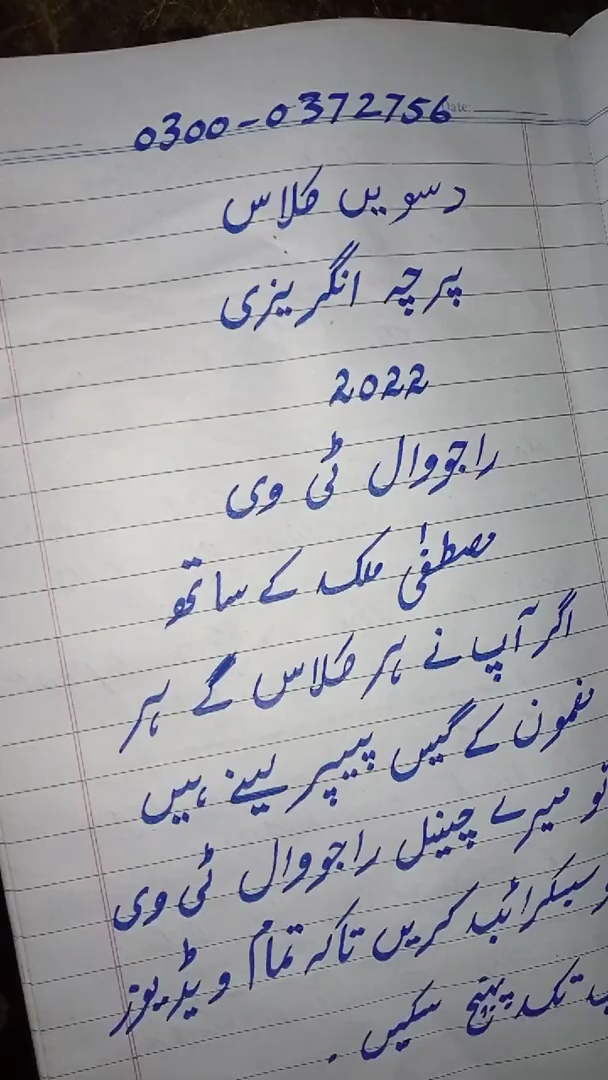 Date:
0300-0372756
دسویں کلاس
پرچہ انگریزی
2022
راجووال ٹی وی
مصطفیٰ ملک کے ساتھ
اگر آپ نے ہر کلاس کے ہر
کے گیس پیپر لینے ہیں
تو میرے چینل راجووال ٹی وی
سبسکرائب کریں تاکہ تمام ویڈیوز
تک پہنچ سکیں.